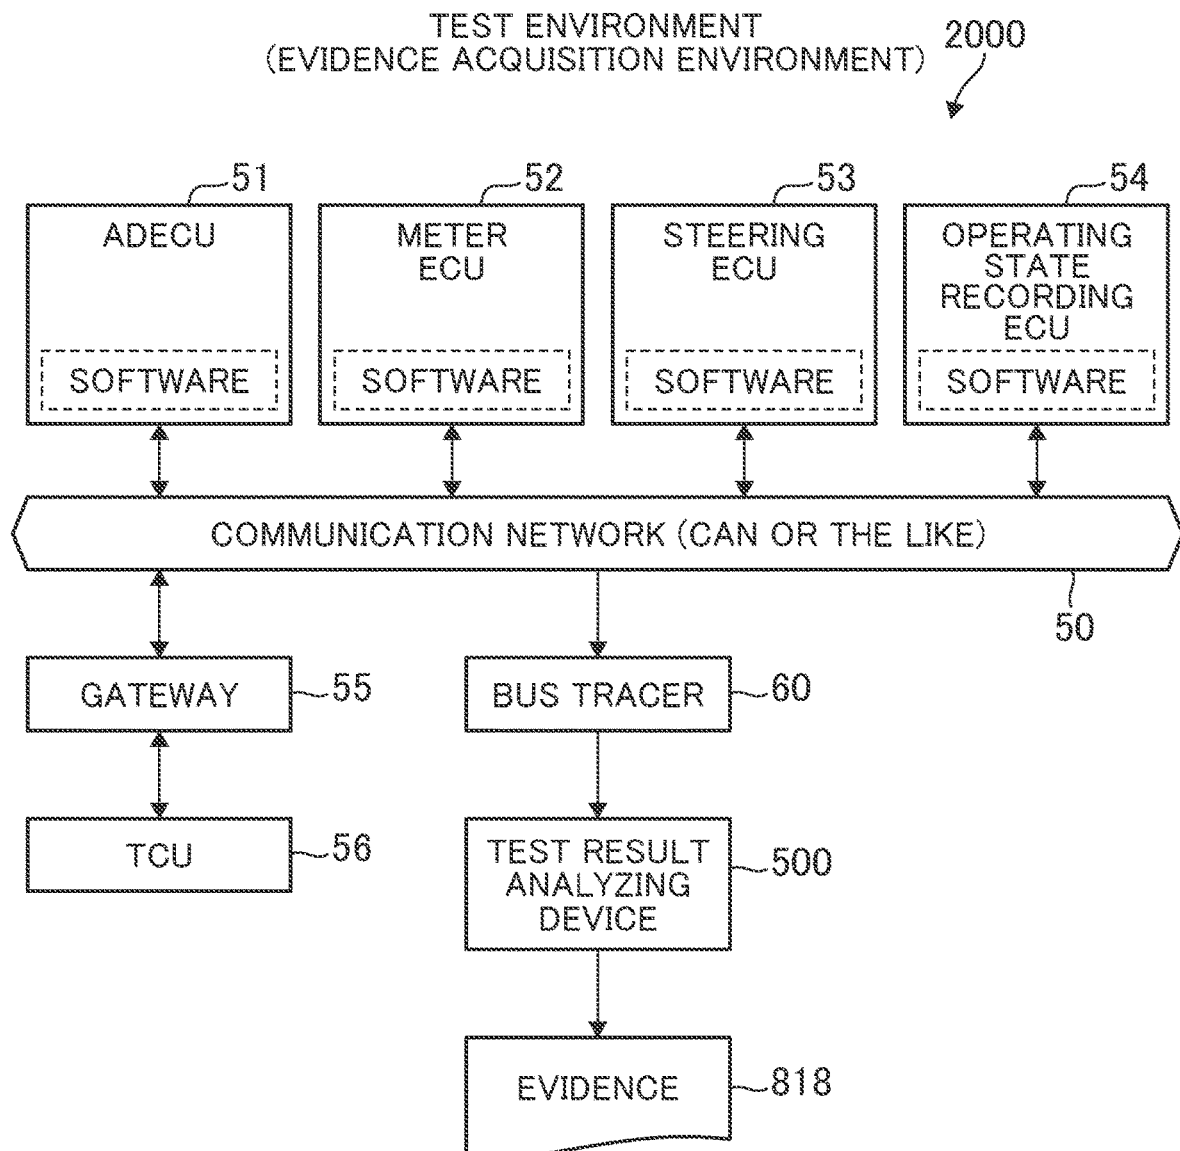 TEST ENVIRONMENT
(EVIDENCE ACQUISITION ENVIRONMENT)
2000
51
52
53
54
ADECU
METER
ECU
STEERING
ECU
OPERATING
STATE
RECORDING
ECU
SOFTWARE
SOFTWARE
SOFTWARE
SOFTWARE
COMMUNICATION NETWORK (CAN OR THE LIKE)
50
GATEWAY
55
BUS TRACER
60
TCU
56
TEST RESULT
ANALYZING
DEVICE
500
EVIDENCE
818